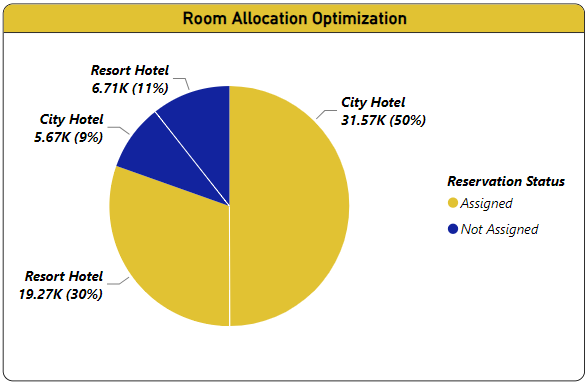 Room Allocation Optimization
Resort Hotel
6.71K (11%)
City Hotel
5.67K (9%)
City Hotel
31.57K (50%)
Resort Hotel
19.27K (30%)
Reservation Status
Assigned
Not Assigned